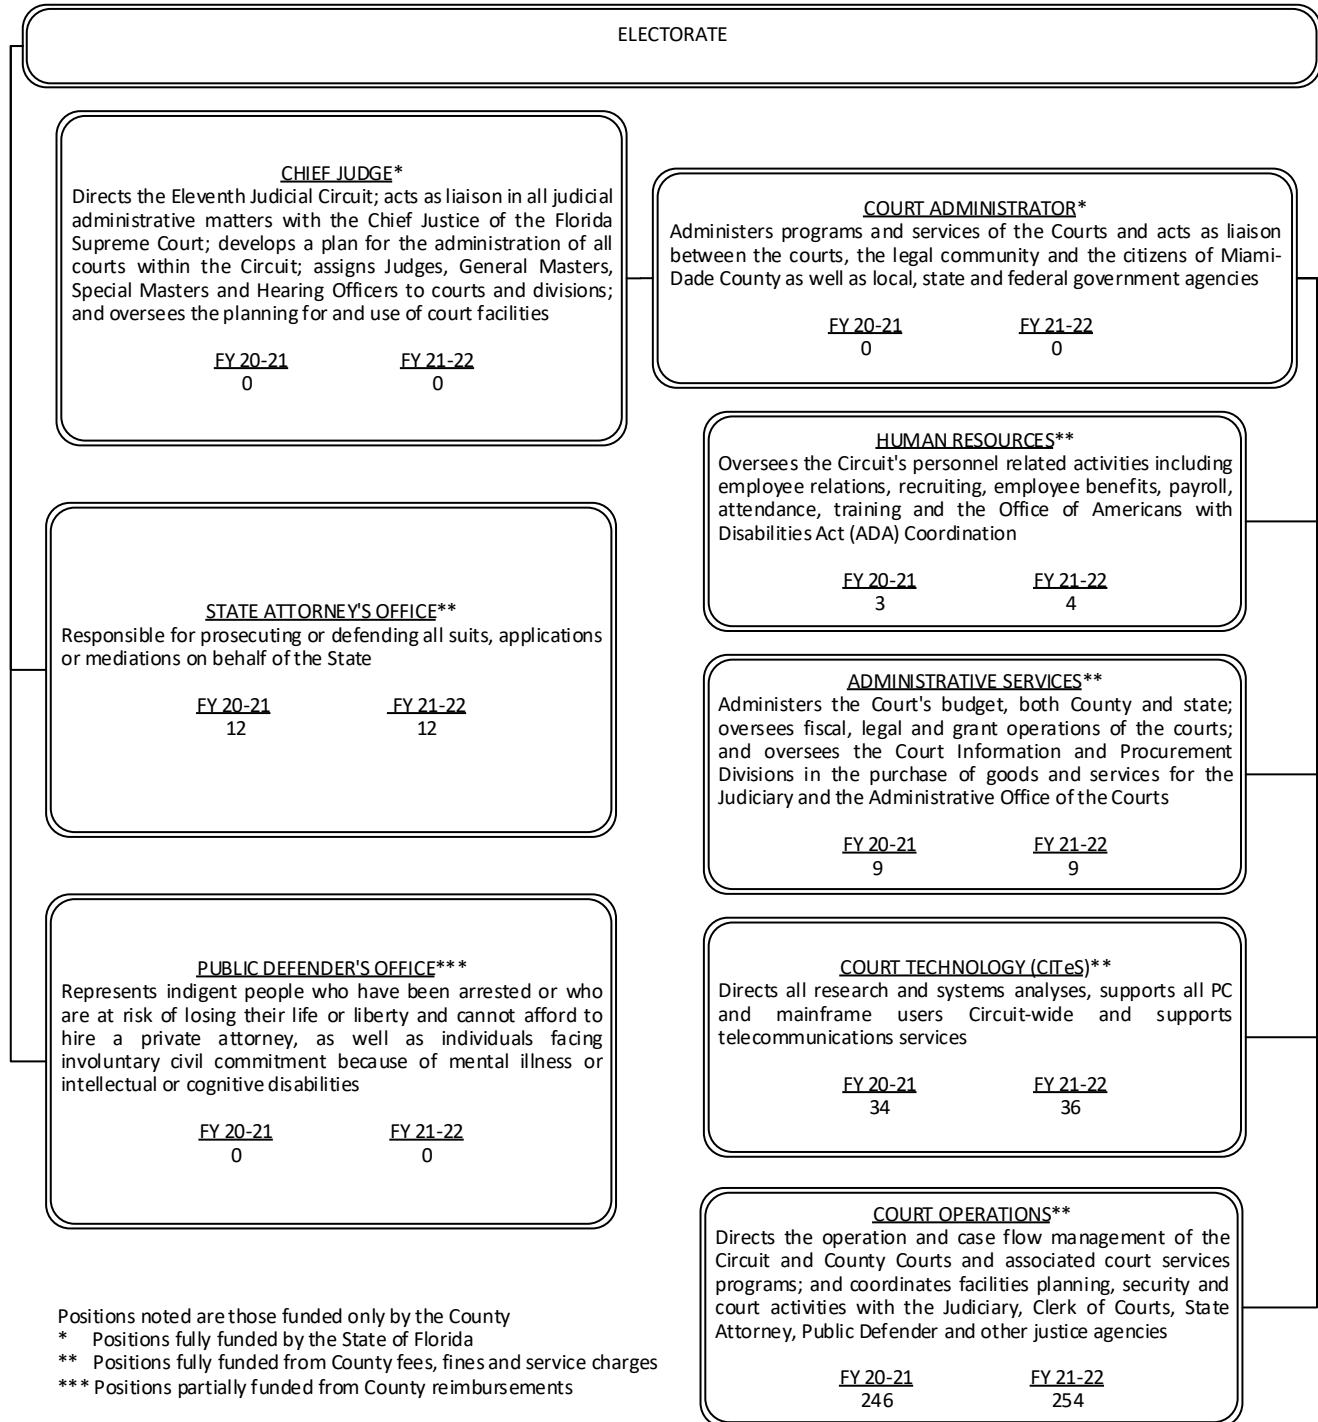 ELECTORATE
CHIEF JUDGE*
Directs the Eleventh Judicial Circuit; acts as liaison in all judicial
administrative matters with the Chief Justice of the Florida
Supreme Court; develops a plan for the administration of all
courts within the Circuit; assigns Judges, General Masters,
Special Masters and Hearing Officers to courts and divisions;
and oversees the planning for and use of court facilities
FY 20-21 FY 21-22
0 0
COURT ADMINISTRATOR*
Administers programs and services of the Courts and acts as liaison
between the courts, the legal community and the citizens of Miami-
Dade County as well as local, state and federal government agencies
FY 20-21 FY 21-22
0 0
HUMAN RESOURCES**
Oversees the Circuit's personnel related activities including
employee relations, recruiting, employee benefits, payroll,
attendance, training and the Office of Americans with
Disabilities Act (ADA) Coordination
FY 20-21 FY 21-22
3 4
STATE ATTORNEY'S OFFICE**
Responsible for prosecuting or defending all suits, applications
or mediations on behalf of the State
FY 20-21 FY 21-22
12 12
ADMINISTRATIVE SERVICES**
Administers the Court's budget, both County and state;
oversees fiscal, legal and grant operations of the courts;
and oversees the Court Information and Procurement
Divisions in the purchase of goods and services for the
Judiciary and the Administrative Office of the Courts
FY 20-21 FY 21-22
9 9
PUBLIC DEFENDER'S OFFICE***
Represents indigent people who have been arrested or who
are at risk of losing their life or liberty and cannot afford to
hire a private attorney, as well as individuals facing
involuntary civil commitment because of mental illness or
intellectual or cognitive disabilities
FY 20-21 FY 21-22
0 0
COURT TECHNOLOGY (CITeS)**
Directs all research and systems analyses, supports all PC
and mainframe users Circuit-wide and supports
telecommunications services
FY 20-21 FY 21-22
34 36
COURT OPERATIONS**
Directs the operation and case flow management of the
Circuit and County Courts and associated court services
programs; and coordinates facilities planning, security and
court activities with the Judiciary, Clerk of Courts, State
Attorney, Public Defender and other justice agencies
FY 20-21 FY 21-22
246 254
Positions noted are those funded only by the County
* Positions fully funded by the State of Florida
** Positions fully funded from County fees, fines and service charges
*** Positions partially funded from County reimbursements